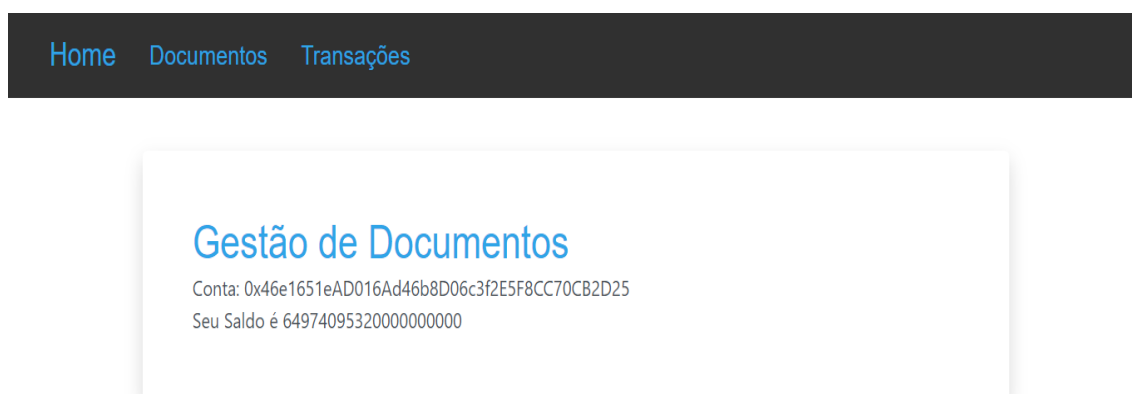 Home Documentos Transações
Gestão de Documentos
Conta: 0x46e1651eAD016Ad46b8D06c3f2E5F8CC70CB2D25
Seu Saldo é 64974095320000000000